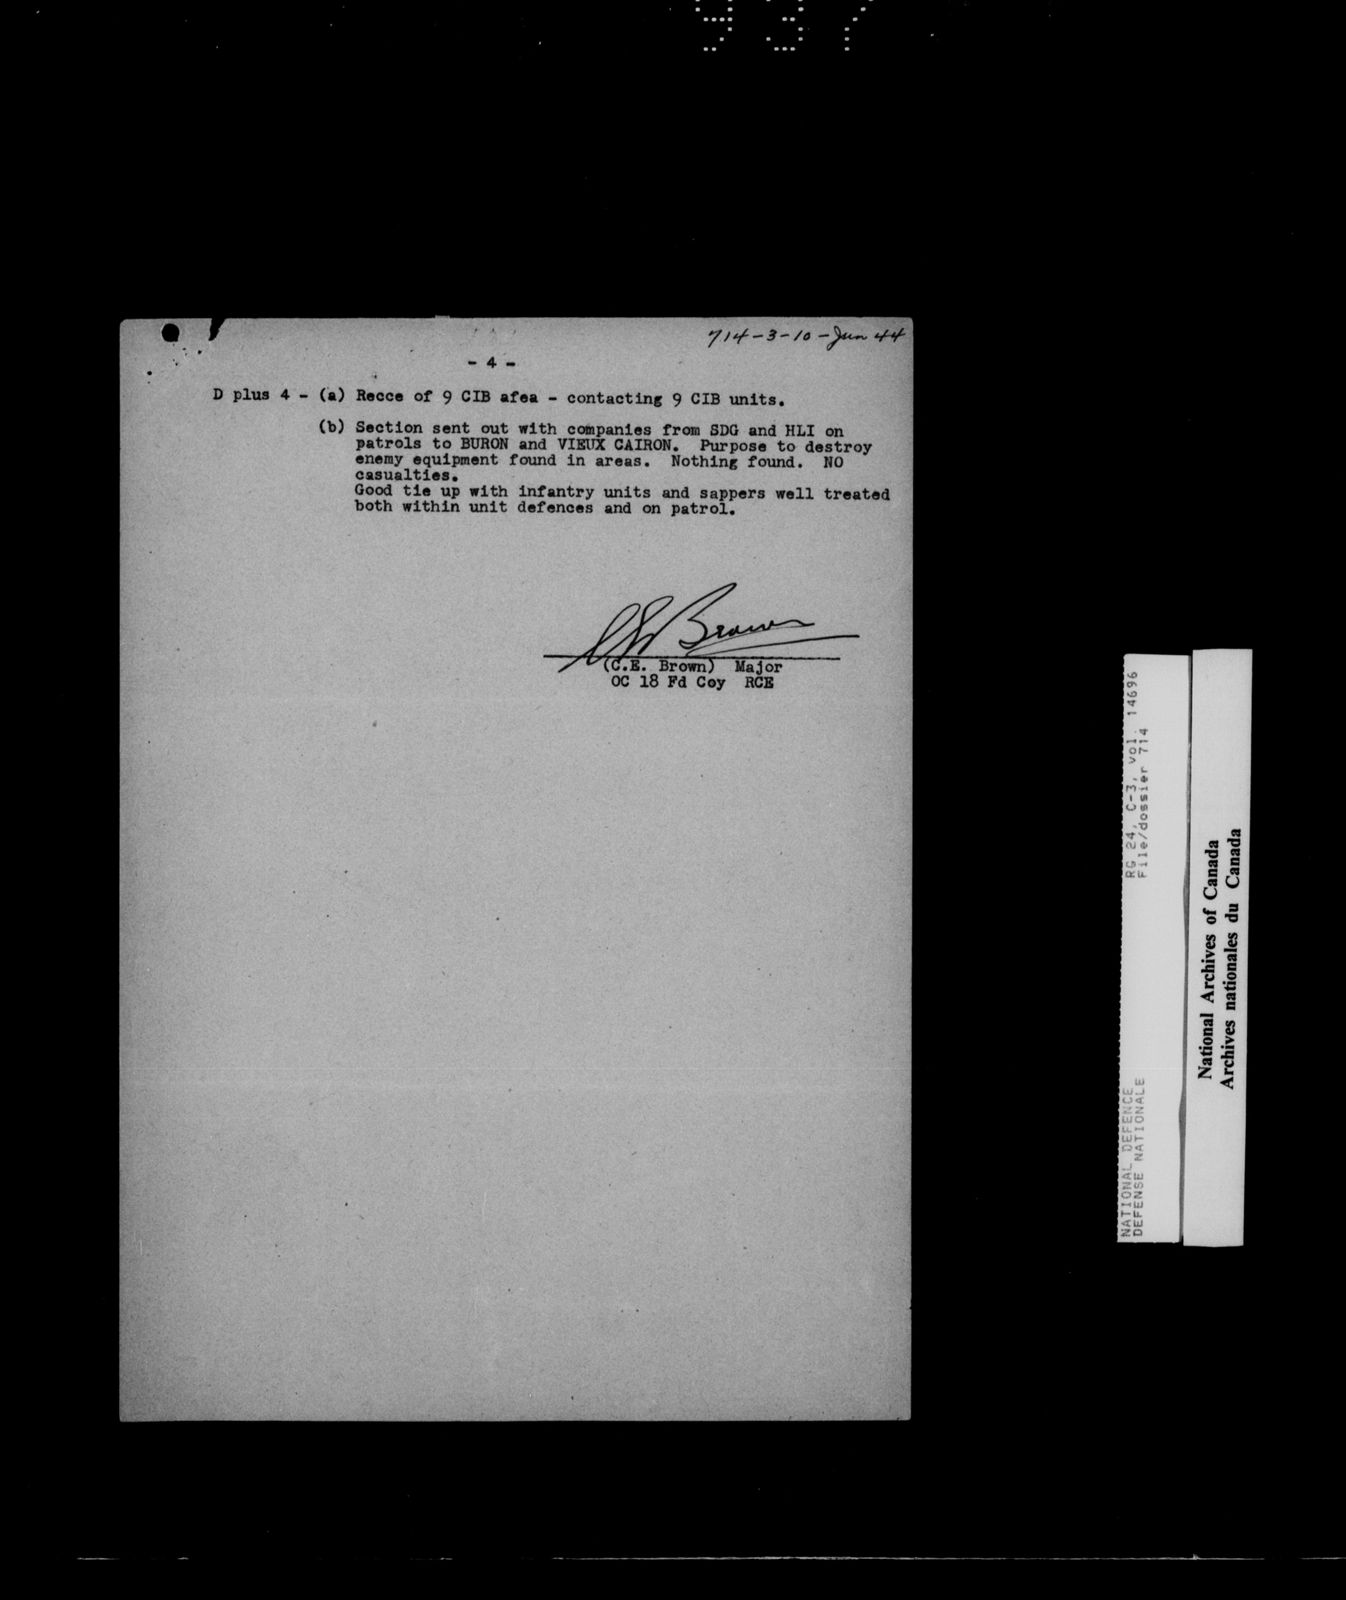 937
714-3-10-Jun 44
- 4 -
D plus 4 - (a) Recce of 9 CIB afea - contacting 9 CIB units.
(b) Section sent out with companies from SDG and HLI on
patrols to BURON and VIEUX CAIRON. Purpose to destroy
enemy equipment found in areas. Nothing found. NO
casualties.
Good tie up with infantry units and sappers well treated
both within unit defences and on patrol.
CE Brown
(C.E. Brown) Major
OC 18 Fd Coy RCE
NATIONAL DEFENCE RG 24, C-3, vol. 14696
DEFENSE NATIONALE File/dossier 714
National Archives of Canada
Archives nationales du Canada